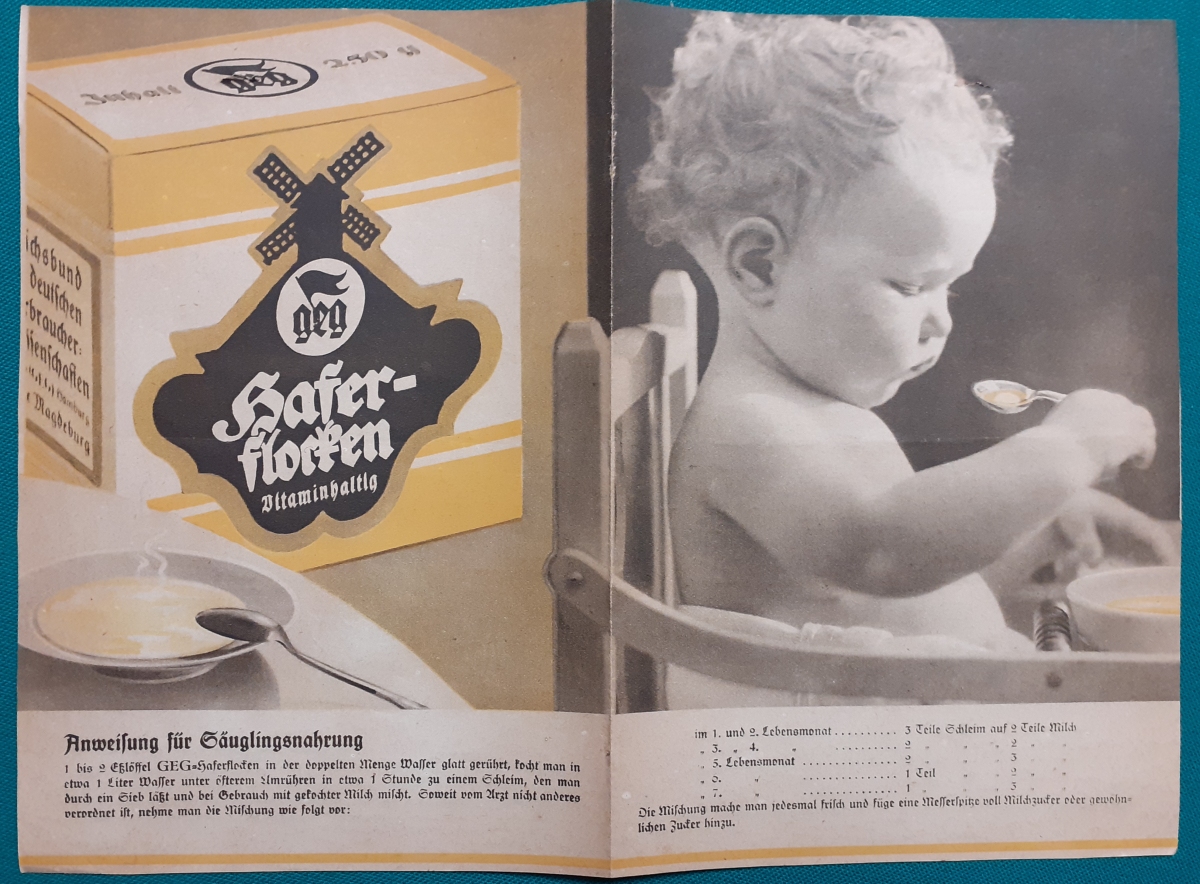 Inhalt geg 250 g
geg
Hafer-
flocken
Vitaminhaltig
chsbund
deutschen
braucher-
ssenschaften
Hamburg
Magdeburg
Anweisung für Säuglingsnahrung
1 bis 2 Eßlöffel GEG-Haferflocken in der doppelten Menge Wasser glatt gerührt, kocht man in
etwa 1 Liter Wasser unter öfterem Umrühren in etwa 1 Stunde zu einem Schleim, den man
durch ein Sieb läßt und bei Gebrauch mit gekochter Milch mischt. Soweit vom Arzt nicht anderes
verordnet ist, nehme man die Mischung wie folgt vor:
im 1. und 2. Lebensmonat .......... 3 Teile Schleim auf 2 Teile Milch
„ 3. „ 4. „ .......... 2 „ „ „ 2 „ „
„ 5. Lebensmonat ............... 2 „ „ „ 3 „ „
„ 6. „ ............... 1 Teil „ „ 2 „ „
„ 7. „ ............... 1 „ „ „ 3 „ „
Die Mischung mache man jedesmal frisch und füge eine Messerspitze voll Milchzucker oder gewöhn-
lichen Zucker hinzu.